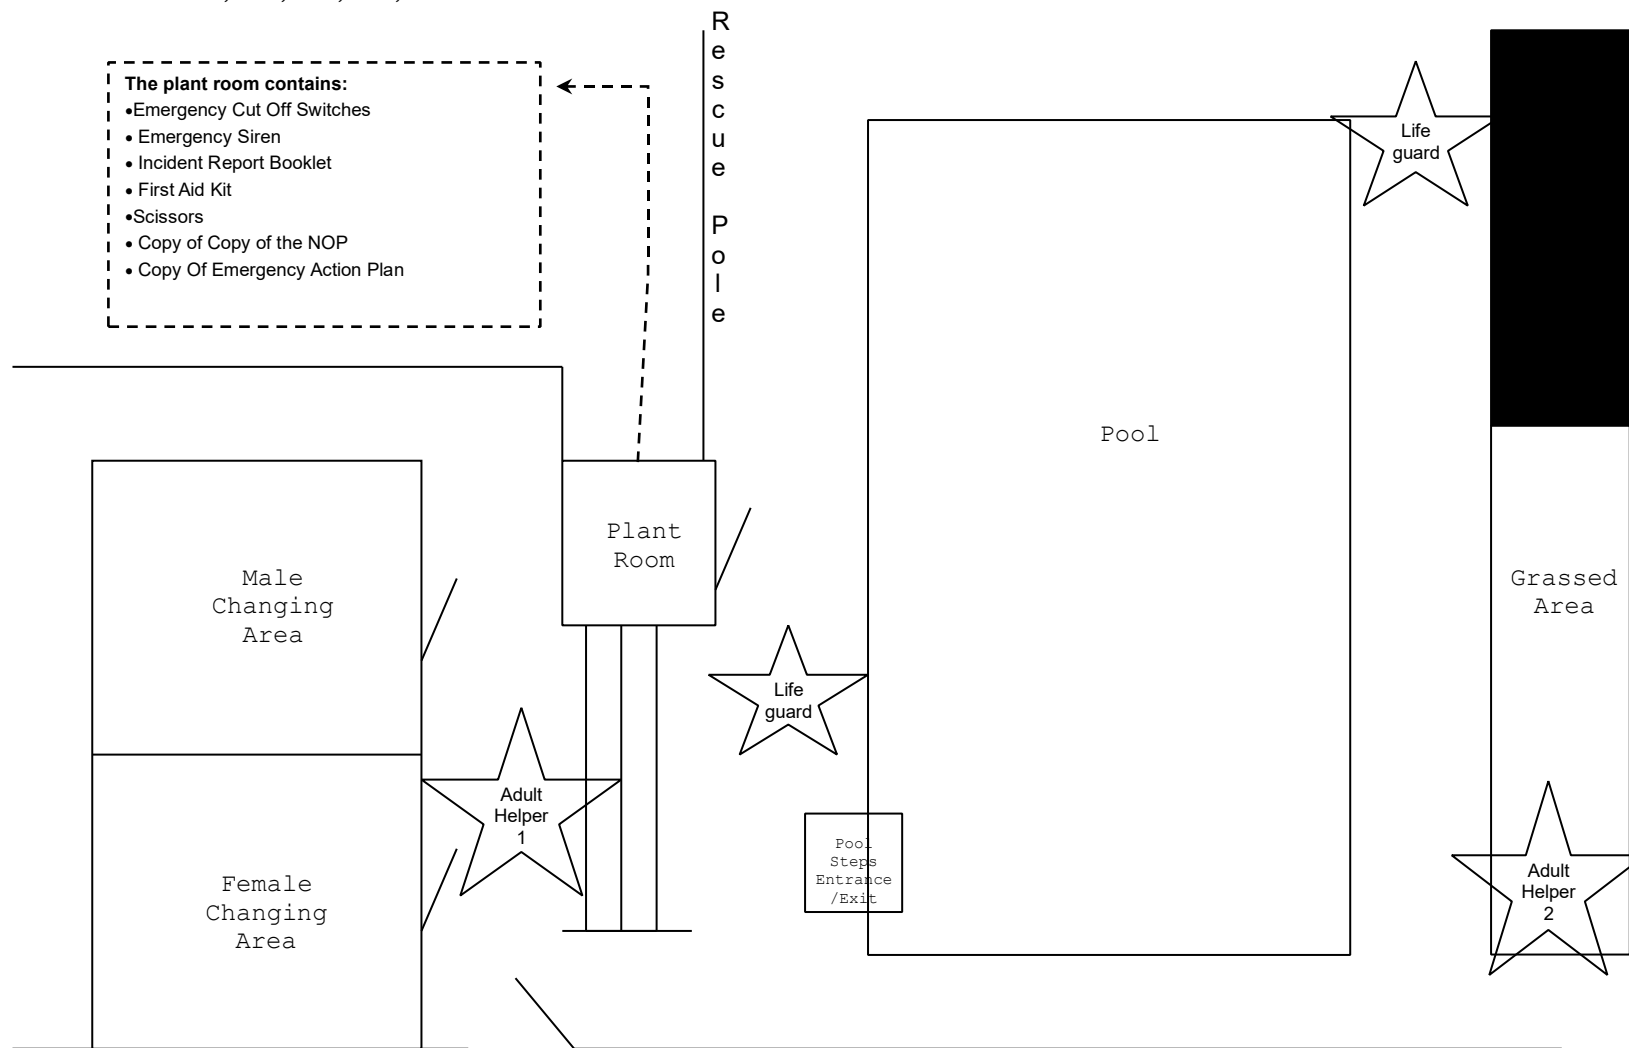 The plant room contains:
•Emergency Cut Off Switches
• Emergency Siren
• Incident Report Booklet
• First Aid Kit
•Scissors
• Copy of Copy of the NOP
• Copy Of Emergency Action Plan
R
e
s
c
u
e
P
o
l
e
Life
guard
Pool
Plant
Room
Male
Changing
Area
Grassed
Area
Life
guard
Adult
Helper
1
Pool
Steps
Entrance
/Exit
Female
Changing
Area
Adult
Helper
2